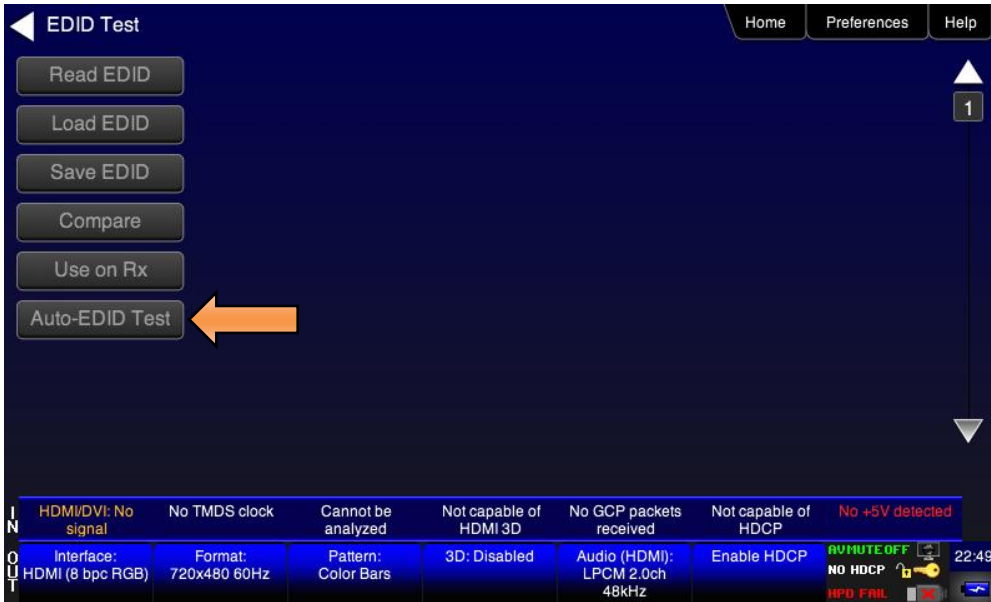 EDID Test
Home
Preferences
Help
Read EDID
1
Load EDID
Save EDID
Compare
Use on Rx
Auto-EDID Test
IN
HDMI/DVI: No
signal
No TMDS clock
Cannot be
analyzed
Not capable of
HDMI 3D
No GCP packets
received
Not capable of
HDCP
No +5V detected
OUT
Interface:
HDMI (8 bpc RGB)
Format:
720x480 60Hz
Pattern:
Color Bars
3D: Disabled
Audio (HDMI):
LPCM 2.0ch
48kHz
Enable HDCP
AVMUTEOFF
NO HDCP
HPD FAIL
22:49